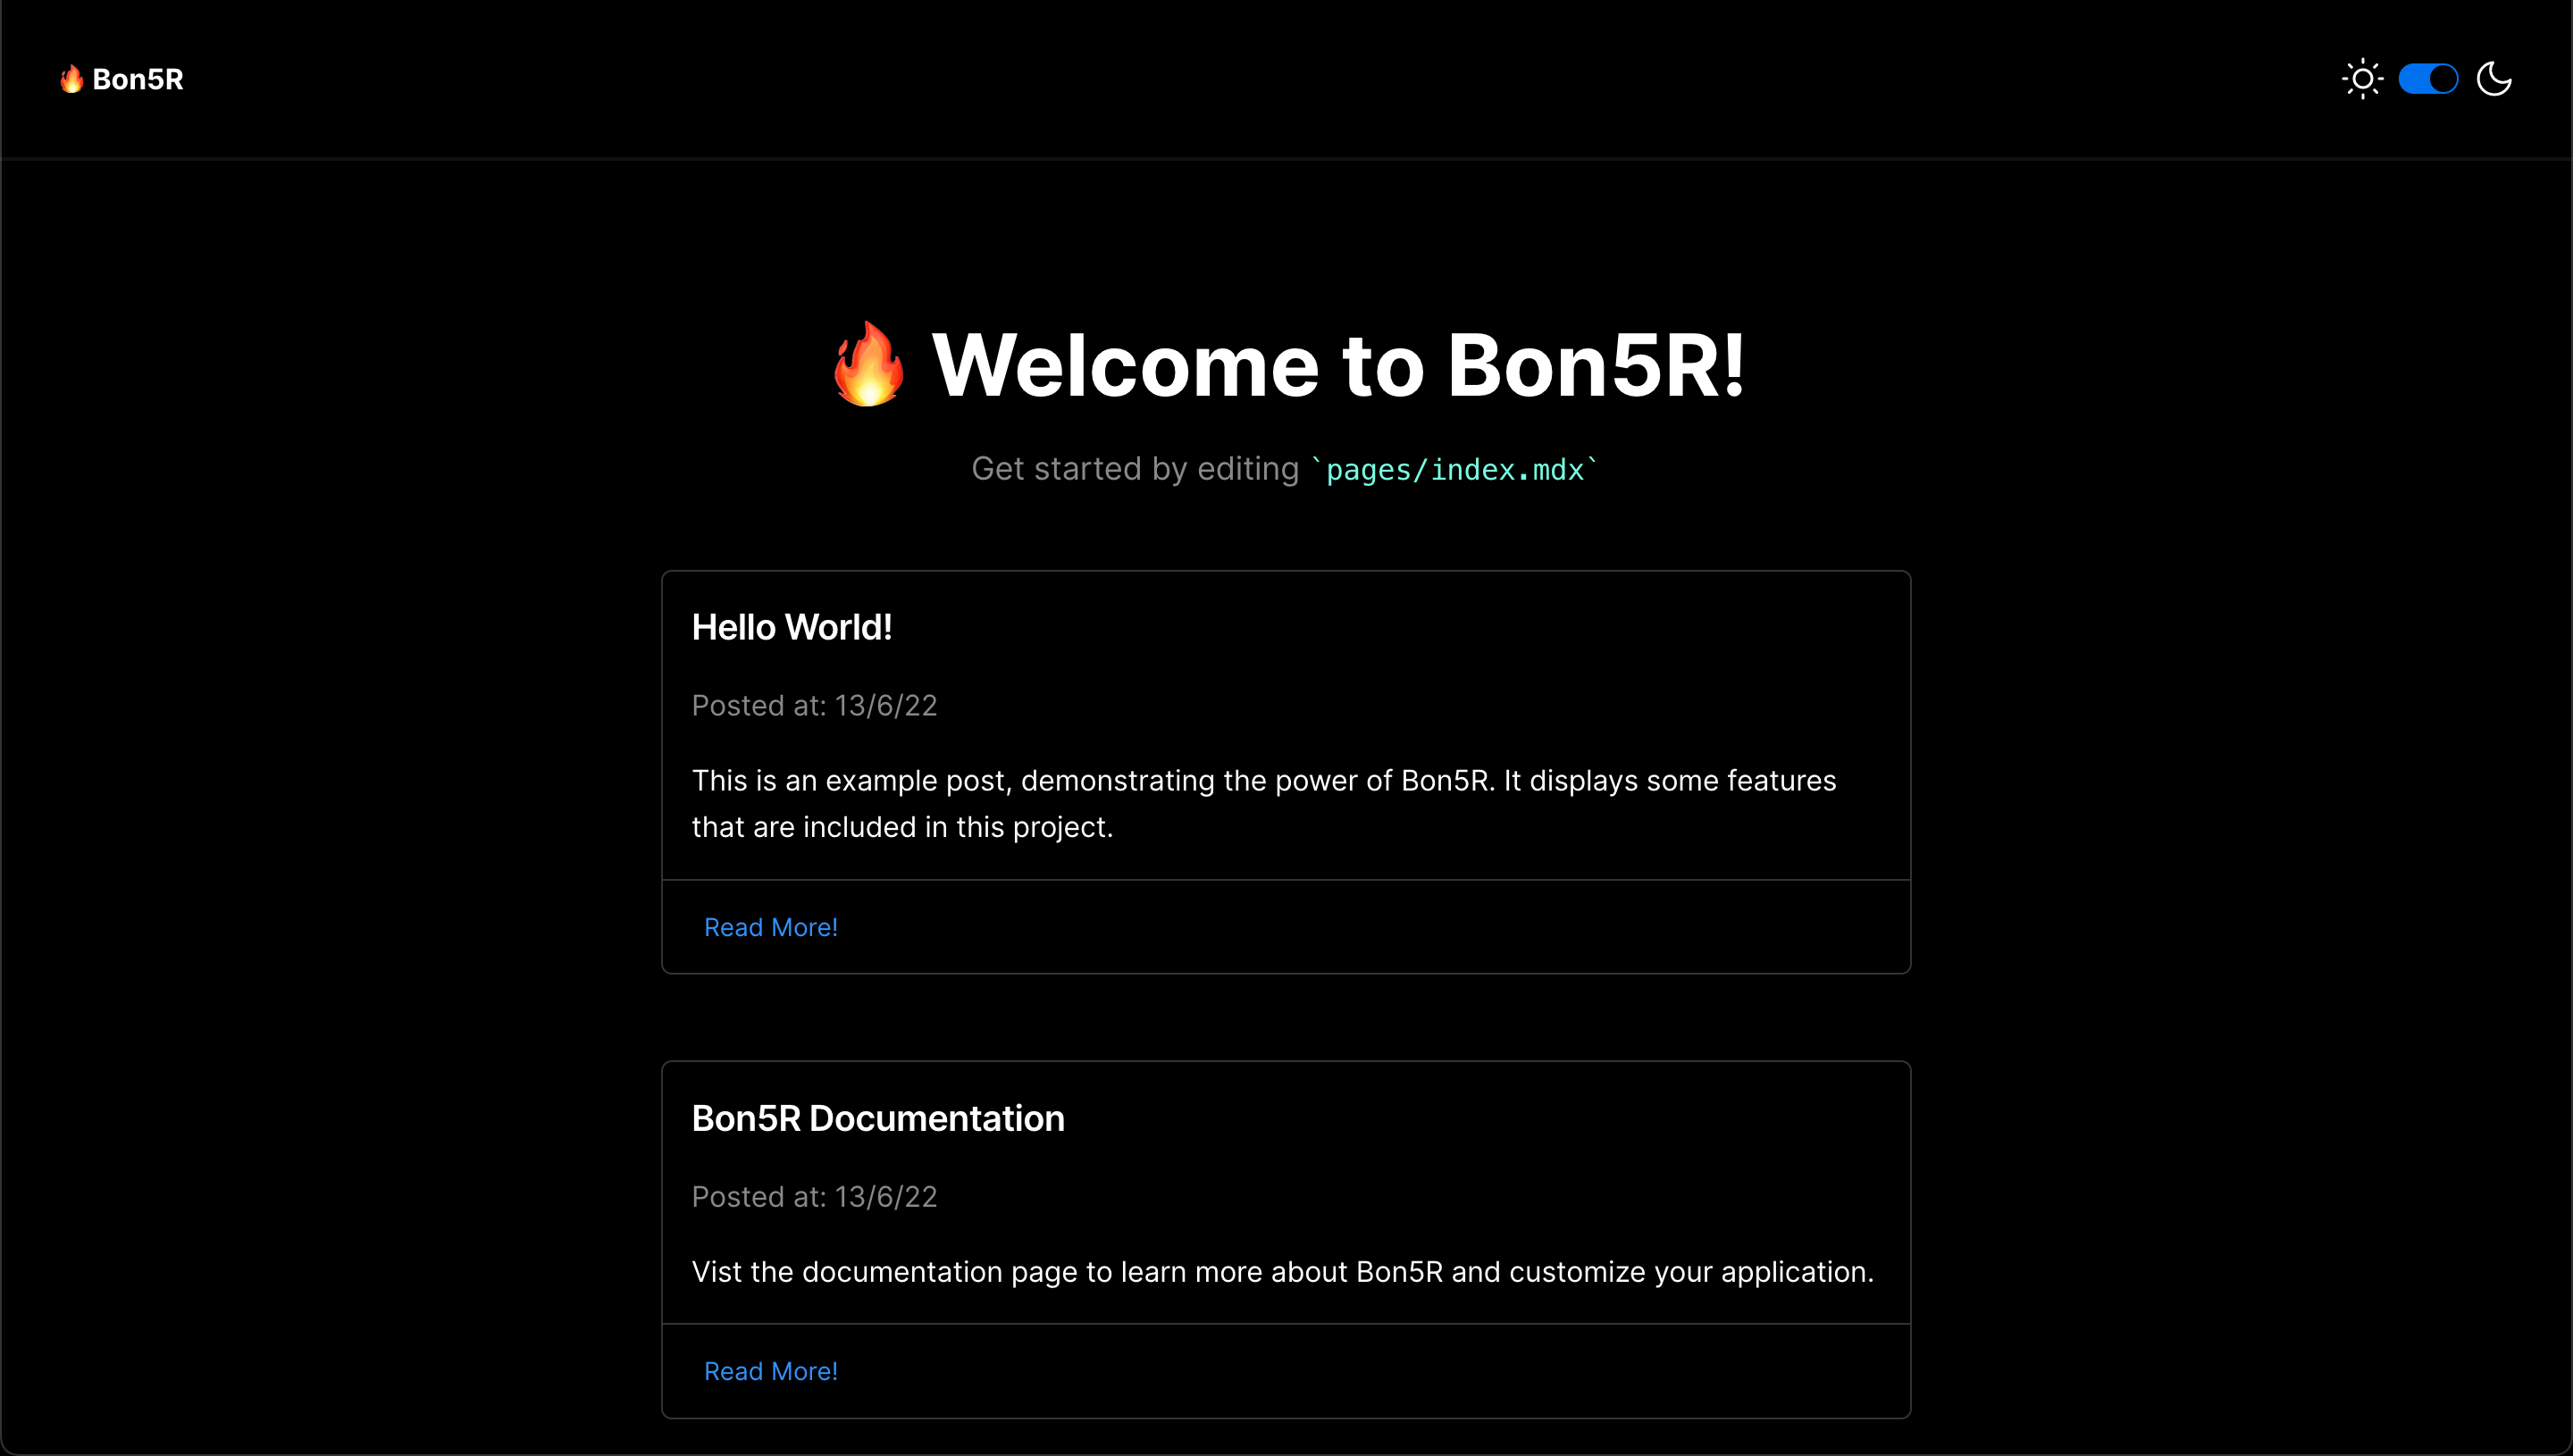 🔥 Bon5R
🔥 Welcome to Bon5R!
Get started by editing `pages/index.mdx`
Hello World!
Posted at: 13/6/22
This is an example post, demonstrating the power of Bon5R. It displays some features
that are included in this project.
Read More!
Bon5R Documentation
Posted at: 13/6/22
Vist the documentation page to learn more about Bon5R and customize your application.
Read More!